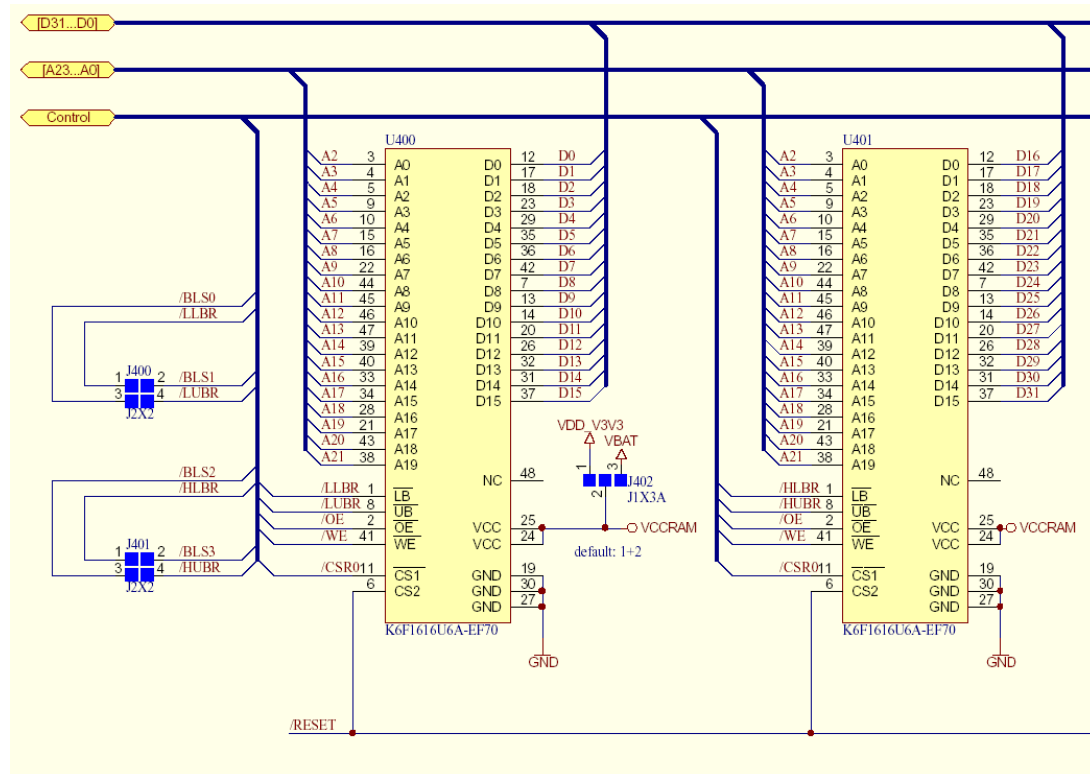 [D31...D0]
[A23...A0]
Control
U400
A2 3 A0 D0 12 D0
A3 4 A1 D1 17 D1
A4 5 A2 D2 18 D2
A5 9 A3 D3 23 D3
A6 10 A4 D4 29 D4
A7 15 A5 D5 35 D5
A8 16 A6 D6 36 D6
A9 22 A7 D7 42 D7
A10 44 A8 D8 7 D8
A11 45 A9 D9 13 D9
A12 46 A10 D10 14 D10
A13 47 A11 D11 20 D11
A14 39 A12 D12 26 D12
A15 40 A13 D13 32 D13
A16 33 A14 D14 31 D14
A17 34 A15 D15 37 D15
A18 28 A16
A19 21 A17
A20 43 A18
A21 38 A19
NC 48
/LLBR 1 LB
/LUBR 8 UB
/OE 2 OE VCC 25
/WE 41 WE VCC 24
/CSR0 11 CS1 GND 19
6 CS2 GND 30
GND 27
K6F1616U6A-EF70
GND
/BLS0
/LLBR
J400
1 2 /BLS1
3 4 /LUBR
J2X2
/BLS2
/HLBR
J401
1 2 /BLS3
3 4 /HUBR
J2X2
VDD_V3V3
VBAT
1 3 J402
2 J1X3A
VCCRAM
default: 1+2
U401
A2 3 A0 D0 12 D16
A3 4 A1 D1 17 D17
A4 5 A2 D2 18 D18
A5 9 A3 D3 23 D19
A6 10 A4 D4 29 D20
A7 15 A5 D5 35 D21
A8 16 A6 D6 36 D22
A9 22 A7 D7 42 D23
A10 44 A8 D8 7 D24
A11 45 A9 D9 13 D25
A12 46 A10 D10 14 D26
A13 47 A11 D11 20 D27
A14 39 A12 D12 26 D28
A15 40 A13 D13 32 D29
A16 33 A14 D14 31 D30
A17 34 A15 D15 37 D31
A18 28 A16
A19 21 A17
A20 43 A18
A21 38 A19
NC 48
/HLBR 1 LB
/HUBR 8 UB
/OE 2 OE VCC 25 VCCRAM
/WE 41 WE VCC 24
/CSR0 11 CS1 GND 19
6 CS2 GND 30
GND 27
K6F1616U6A-EF70
GND
/RESET